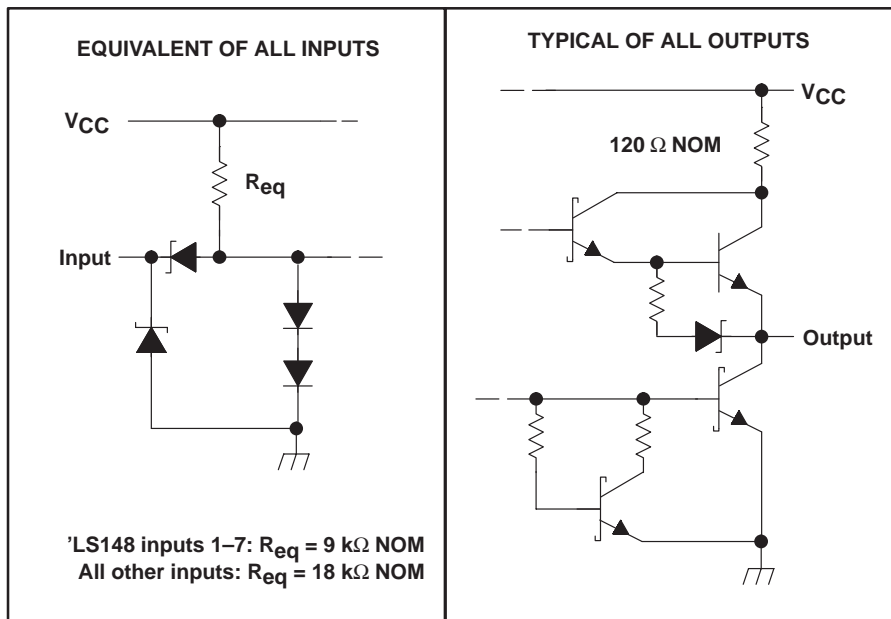 EQUIVALENT OF ALL INPUTS
VCC
Req
Input
'LS148 inputs 1–7: Req = 9 kΩ NOM
All other inputs: Req = 18 kΩ NOM
TYPICAL OF ALL OUTPUTS
VCC
120 Ω NOM
Output